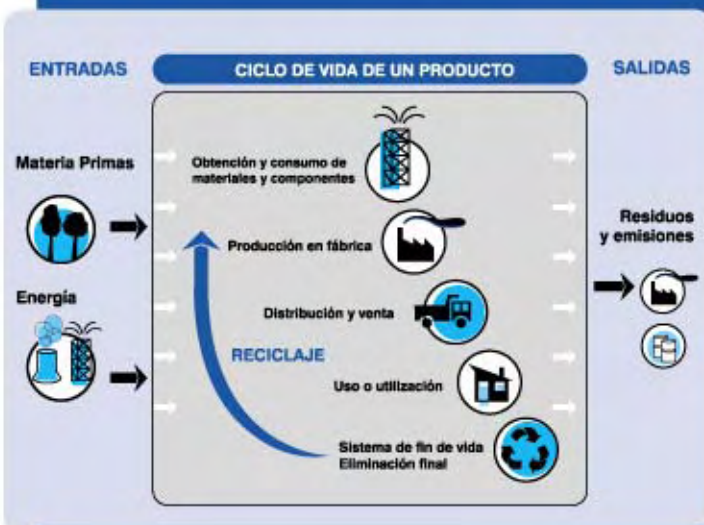 ENTRADAS
CICLO DE VIDA DE UN PRODUCTO
SALIDAS
Materia Primas
Obtención y consumo de
materiales y componentes
Residuos
y emisiones
Producción en fábrica
Energía
Distribución y venta
RECICLAJE
Uso o utilización
Sistema de fin de vida
Eliminación final